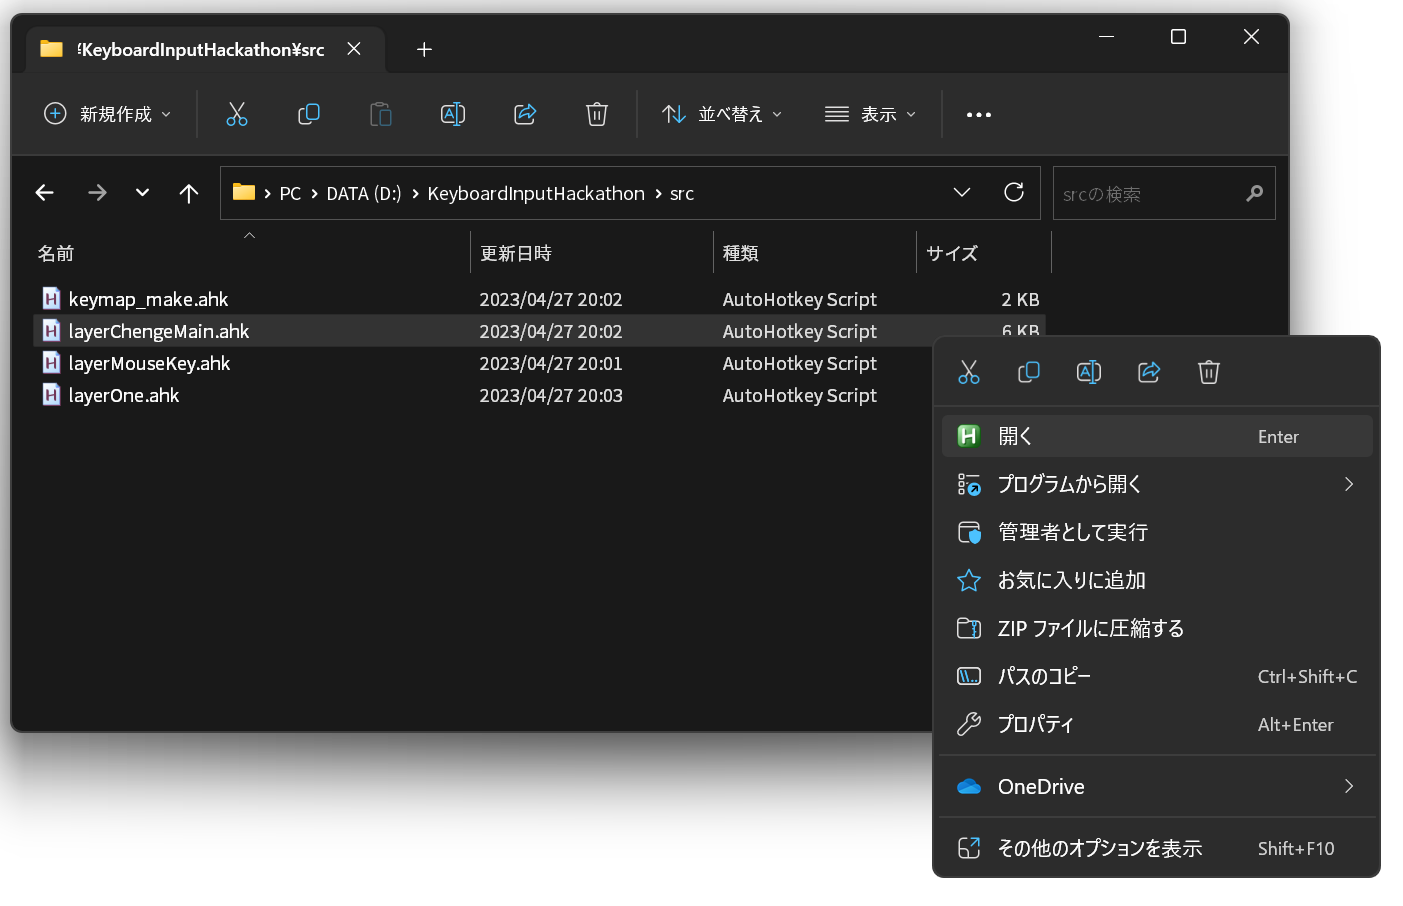 KeyboardInputHackathon¥src
新規作成
並べ替え
表示
PC
DATA (D:)
KeyboardInputHackathon
src
srcの検索
名前 更新日時 種類 サイズ
keymap_make.ahk 2023/04/27 20:02 AutoHotkey Script 2 KB
layerChengeMain.ahk 2023/04/27 20:02 AutoHotkey Script 6 KB
layerMouseKey.ahk 2023/04/27 20:01 AutoHotkey Script
layerOne.ahk 2023/04/27 20:03 AutoHotkey Script
開く Enter
プログラムから開く
管理者として実行
お気に入りに追加
ZIP ファイルに圧縮する
パスのコピー Ctrl+Shift+C
プロパティ Alt+Enter
OneDrive
その他のオプションを表示 Shift+F10